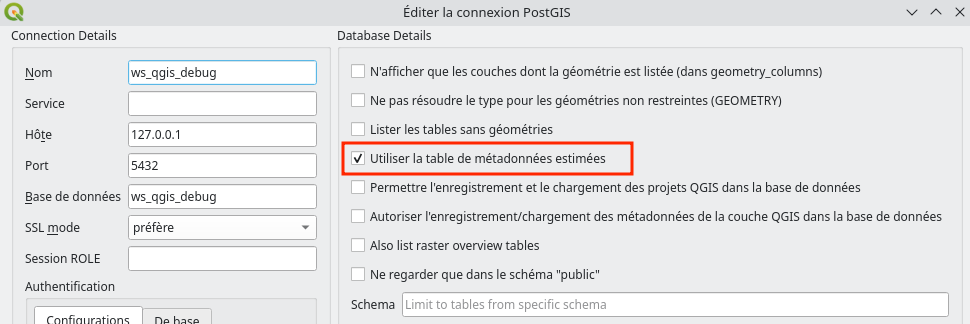 Éditer la connexion PostGIS
Connection Details
Nom
ws_qgis_debug
Service
Hôte
127.0.0.1
Port
5432
Base de données
ws_qgis_debug
SSL mode
préfère
Session ROLE
Authentification
Configurations
De base
Database Details
N'afficher que les couches dont la géométrie est listée (dans geometry_columns)
Ne pas résoudre le type pour les géométries non restreintes (GEOMETRY)
Lister les tables sans géométries
Utiliser la table de métadonnées estimées
Permettre l'enregistrement et le chargement des projets QGIS dans la base de données
Autoriser l'enregistrement/chargement des métadonnées de la couche QGIS dans la base de données
Also list raster overview tables
Ne regarder que dans le schéma "public"
Schema
Limit to tables from specific schema